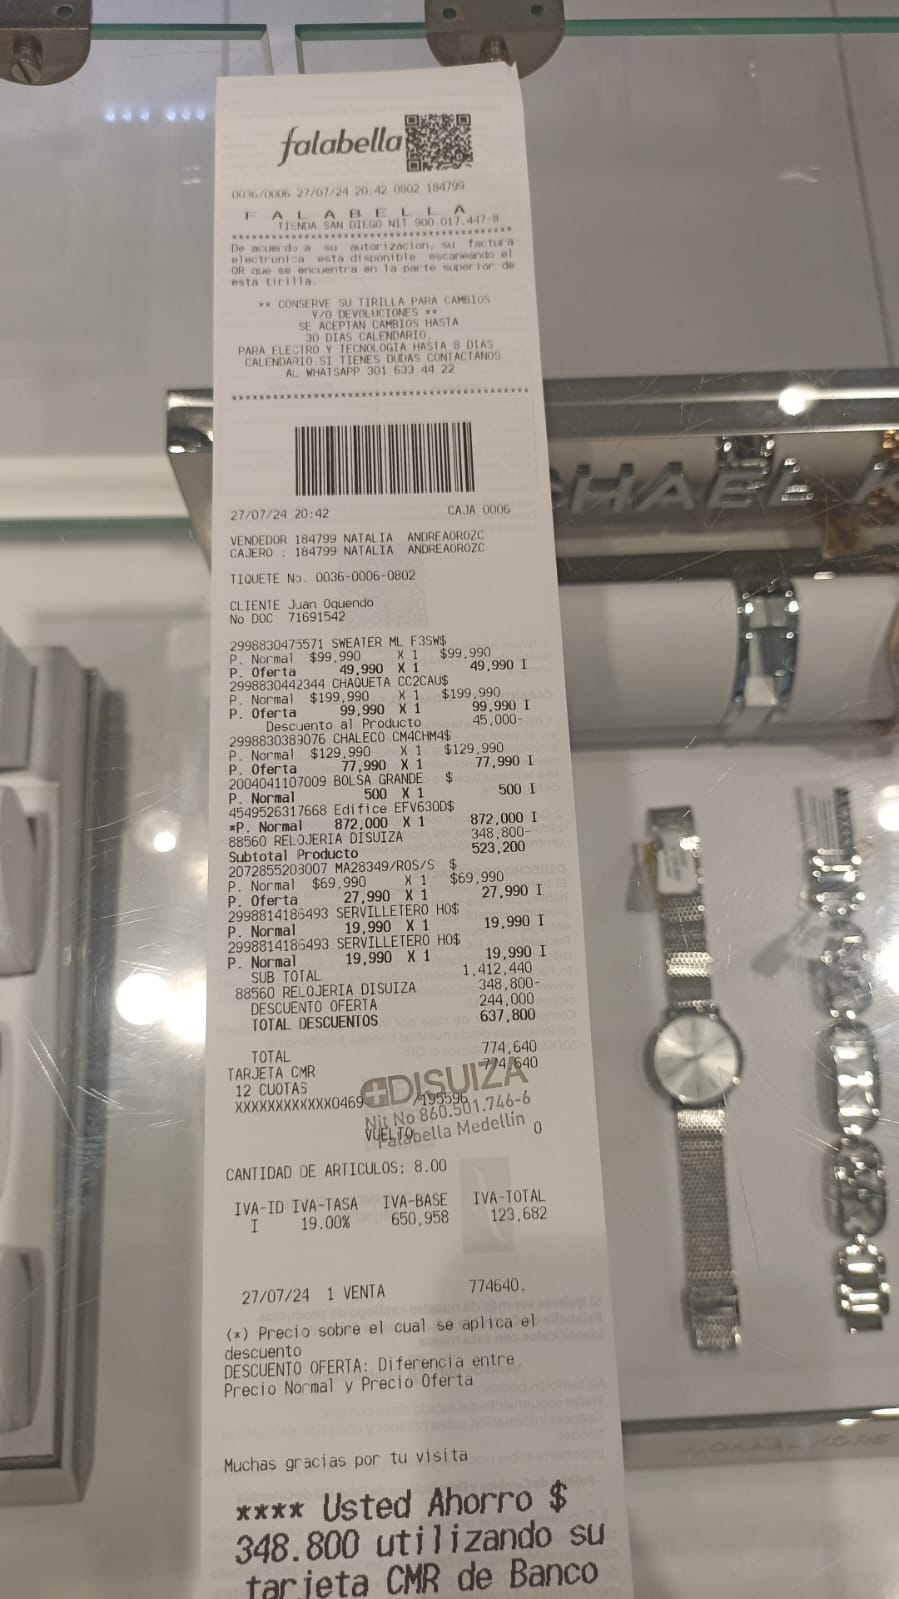 falabella
0036/0006 27/07/24 20:42 0802 184799
F A L A B E L L A
TIENDA SAN DIEGO NIT 900.017.447-8
****************************************
De acuerdo a su autorizacion, su factura
electronica está disponible escaneando el
QR que se encuentra en la parte superior de
esta tirilla.
** CONSERVE SU TIRILLA PARA CAMBIOS
Y/O DEVOLUCIONES **
SE ACEPTAN CAMBIOS HASTA
30 DIAS CALENDARIO.
PARA ELECTRO Y TECNOLOGIA HASTA 8 DIAS
CALENDARIO.SI TIENES DUDAS CONTACTANOS
AL WHATSAPP 301 633 44 22
****************************************
27/07/24 20:42 CAJA 0006
VENDEDOR 184799 NATALIA ANDREAOROZC
CAJERO : 184799 NATALIA ANDREAOROZC
TIQUETE No. 0036-0006-0802
CLIENTE Juan Oquendo
No DOC 71691542
2998830475571 SWEATER ML F3SW$
P. Normal $99,990 X 1 $99,990
P. Oferta 49,990 X 1 49,990 I
2998830442344 CHAQUETA CC2CAU$
P. Normal $199,990 X 1 $199,990
P. Oferta 99,990 X 1 99,990 I
Descuento al Producto 45,000-
2998830389076 CHALECO CM4CHM4$
P. Normal $129,990 X 1 $129,990
P. Oferta 77,990 X 1 77,990 I
2004041107009 BOLSA GRANDE $
P. Normal 500 X 1 500 I
4549526317668 Edifice EFV630D$
*P. Normal 872,000 X 1 872,000 I
88560 RELOJERIA DISUIZA 348,800-
Subtotal Producto 523,200
2072855203007 MA28349/R0S/S $
P. Normal $69,990 X 1 $69,990
P. Oferta 27,990 X 1 27,990 I
2998814186493 SERVILLETERO HO$
P. Normal 19,990 X 1 19,990 I
2998814186493 SERVILLETERO HO$
P. Normal 19,990 X 1 19,990 I
SUB TOTAL 1,412,440
88560 RELOJERIA DISUIZA 348,800-
DESCUENTO OFERTA 244,000
TOTAL DESCUENTOS 637,800
TOTAL 774,640
TARJETA CMR 774,640
12 CUOTAS
DISUIZA
XXXXXXXXXXXX0469 /195596
Nit No 860.501.746-6
VUELTO 0
Falabella Medellin
CANTIDAD DE ARTICULOS: 8.00
IVA-ID IVA-TASA IVA-BASE IVA-TOTAL
I 19.00% 650,958 123,682
27/07/24 1 VENTA 774640.
(*) Precio sobre el cual se aplica el
descuento
DESCUENTO OFERTA: Diferencia entre
Precio Normal y Precio Oferta
Muchas gracias por tu visita
**** Usted Ahorro $
348.800 utilizando su
tarjeta CMR de Banco
CHAEL K